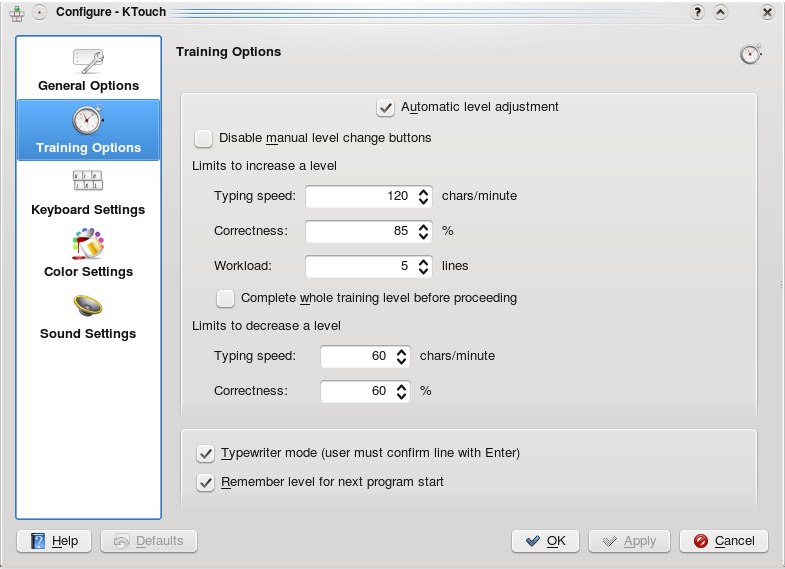 Configure - KTouch
General Options
Training Options
Keyboard Settings
Color Settings
Sound Settings
Training Options
Automatic level adjustment
Disable manual level change buttons
Limits to increase a level
Typing speed: 120 chars/minute
Correctness: 85 %
Workload: 5 lines
Complete whole training level before proceeding
Limits to decrease a level
Typing speed: 60 chars/minute
Correctness: 60 %
Typewriter mode (user must confirm line with Enter)
Remember level for next program start
Help Defaults OK Apply Cancel